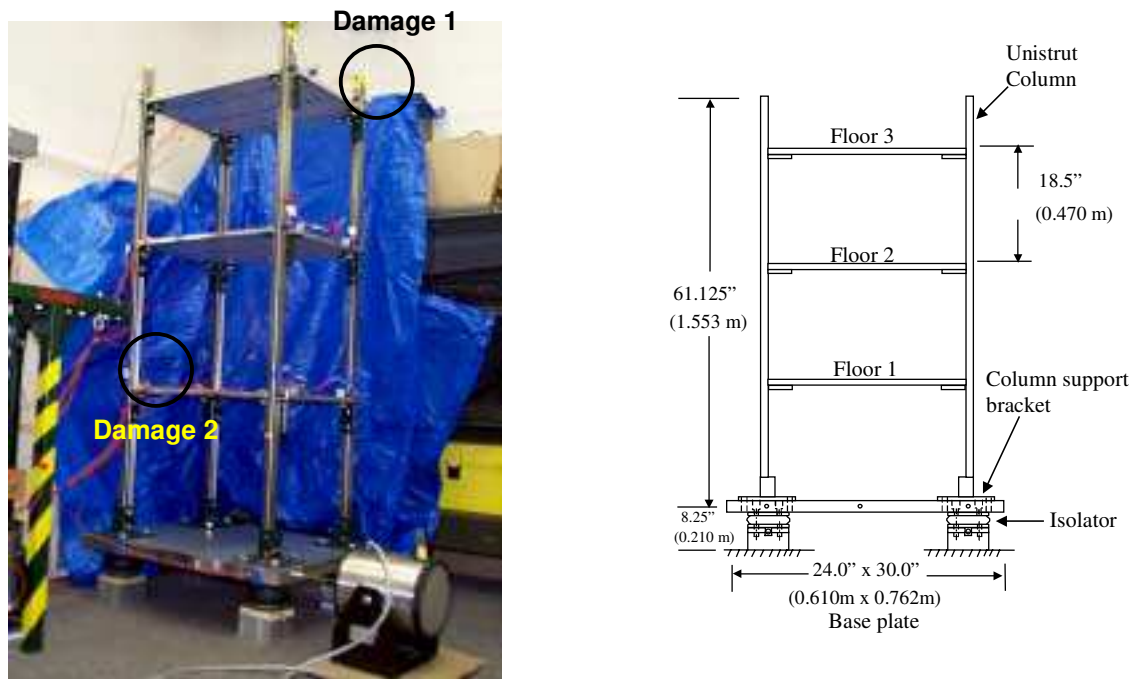 Damage 1
Damage 2
Unistrut
Column
Floor 3
18.5”
(0.470 m)
Floor 2
61.125”
(1.553 m)
Floor 1
Column support
bracket
8.25”
(0.210 m)
Isolator
24.0” x 30.0”
(0.610m x 0.762m)
Base plate